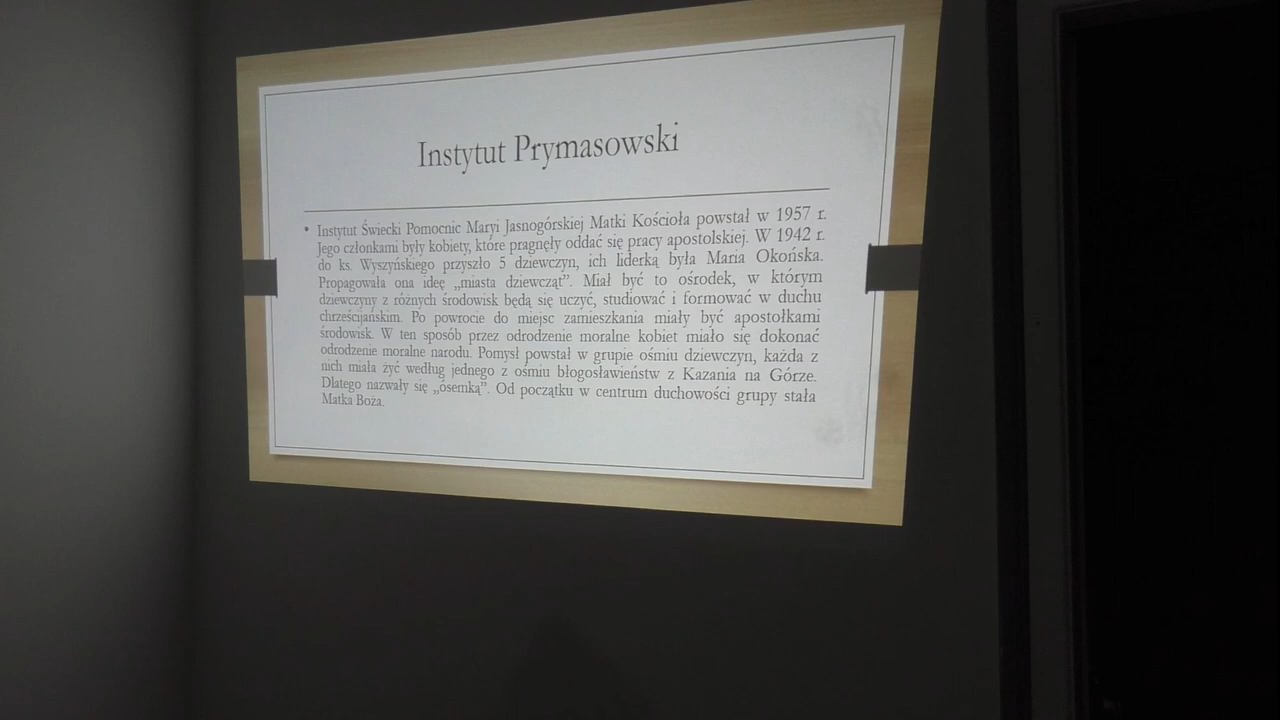 Instytut Prymasowski
• Instytut Świecki Pomocnic Maryi Jasnogórskiej Matki Kościoła powstał w 1957 r.
Jego członkami były kobiety, które pragnęły oddać się pracy apostolskiej. W 1942 r.
do ks. Wyszyńskiego przyszło 5 dziewczyn, ich liderką była Maria Okońska.
Propagowała ona ideę „miasta dziewcząt”. Miał być to ośrodek, w którym
dziewczyny z różnych środowisk będą się uczyć, studiować i formować w duchu
chrześcijańskim. Po powrocie do miejsc zamieszkania miały być apostołkami
środowisk. W ten sposób przez odrodzenie moralne kobiet miało się dokonać
odrodzenie moralne narodu. Pomysł powstał w grupie ośmiu dziewczyn, każda z
nich miała żyć według jednego z ośmiu błogosławieństw z Kazania na Górze.
Dlatego nazwały się „ósemką”. Od początku w centrum duchowości grupy stała
Matka Boża.